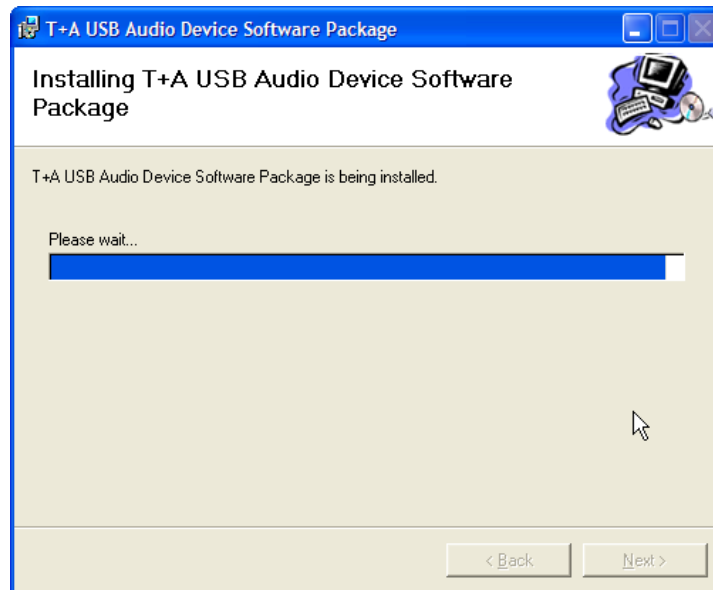 T+A USB Audio Device Software Package
Installing T+A USB Audio Device Software
Package
T+A USB Audio Device Software Package is being installed.
Please wait...
< Back
Next >